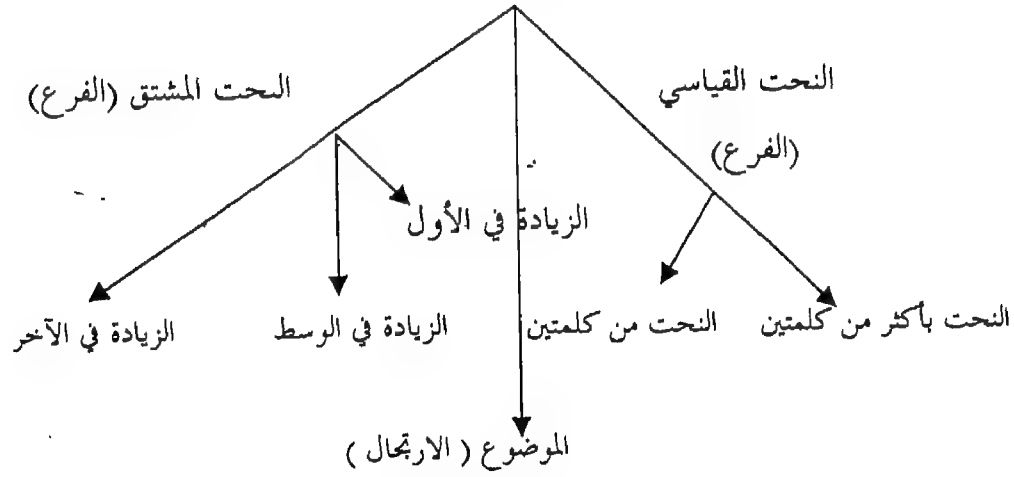 النحت القياسي
(الفرع)
النحت المشتق (الفرع)
الزيادة في الأول
النحت بأكثر من كلمتين
النحت من كلمتين
الزيادة في الوسط
الزيادة في الآخر
الموضوع ( الارتجال )